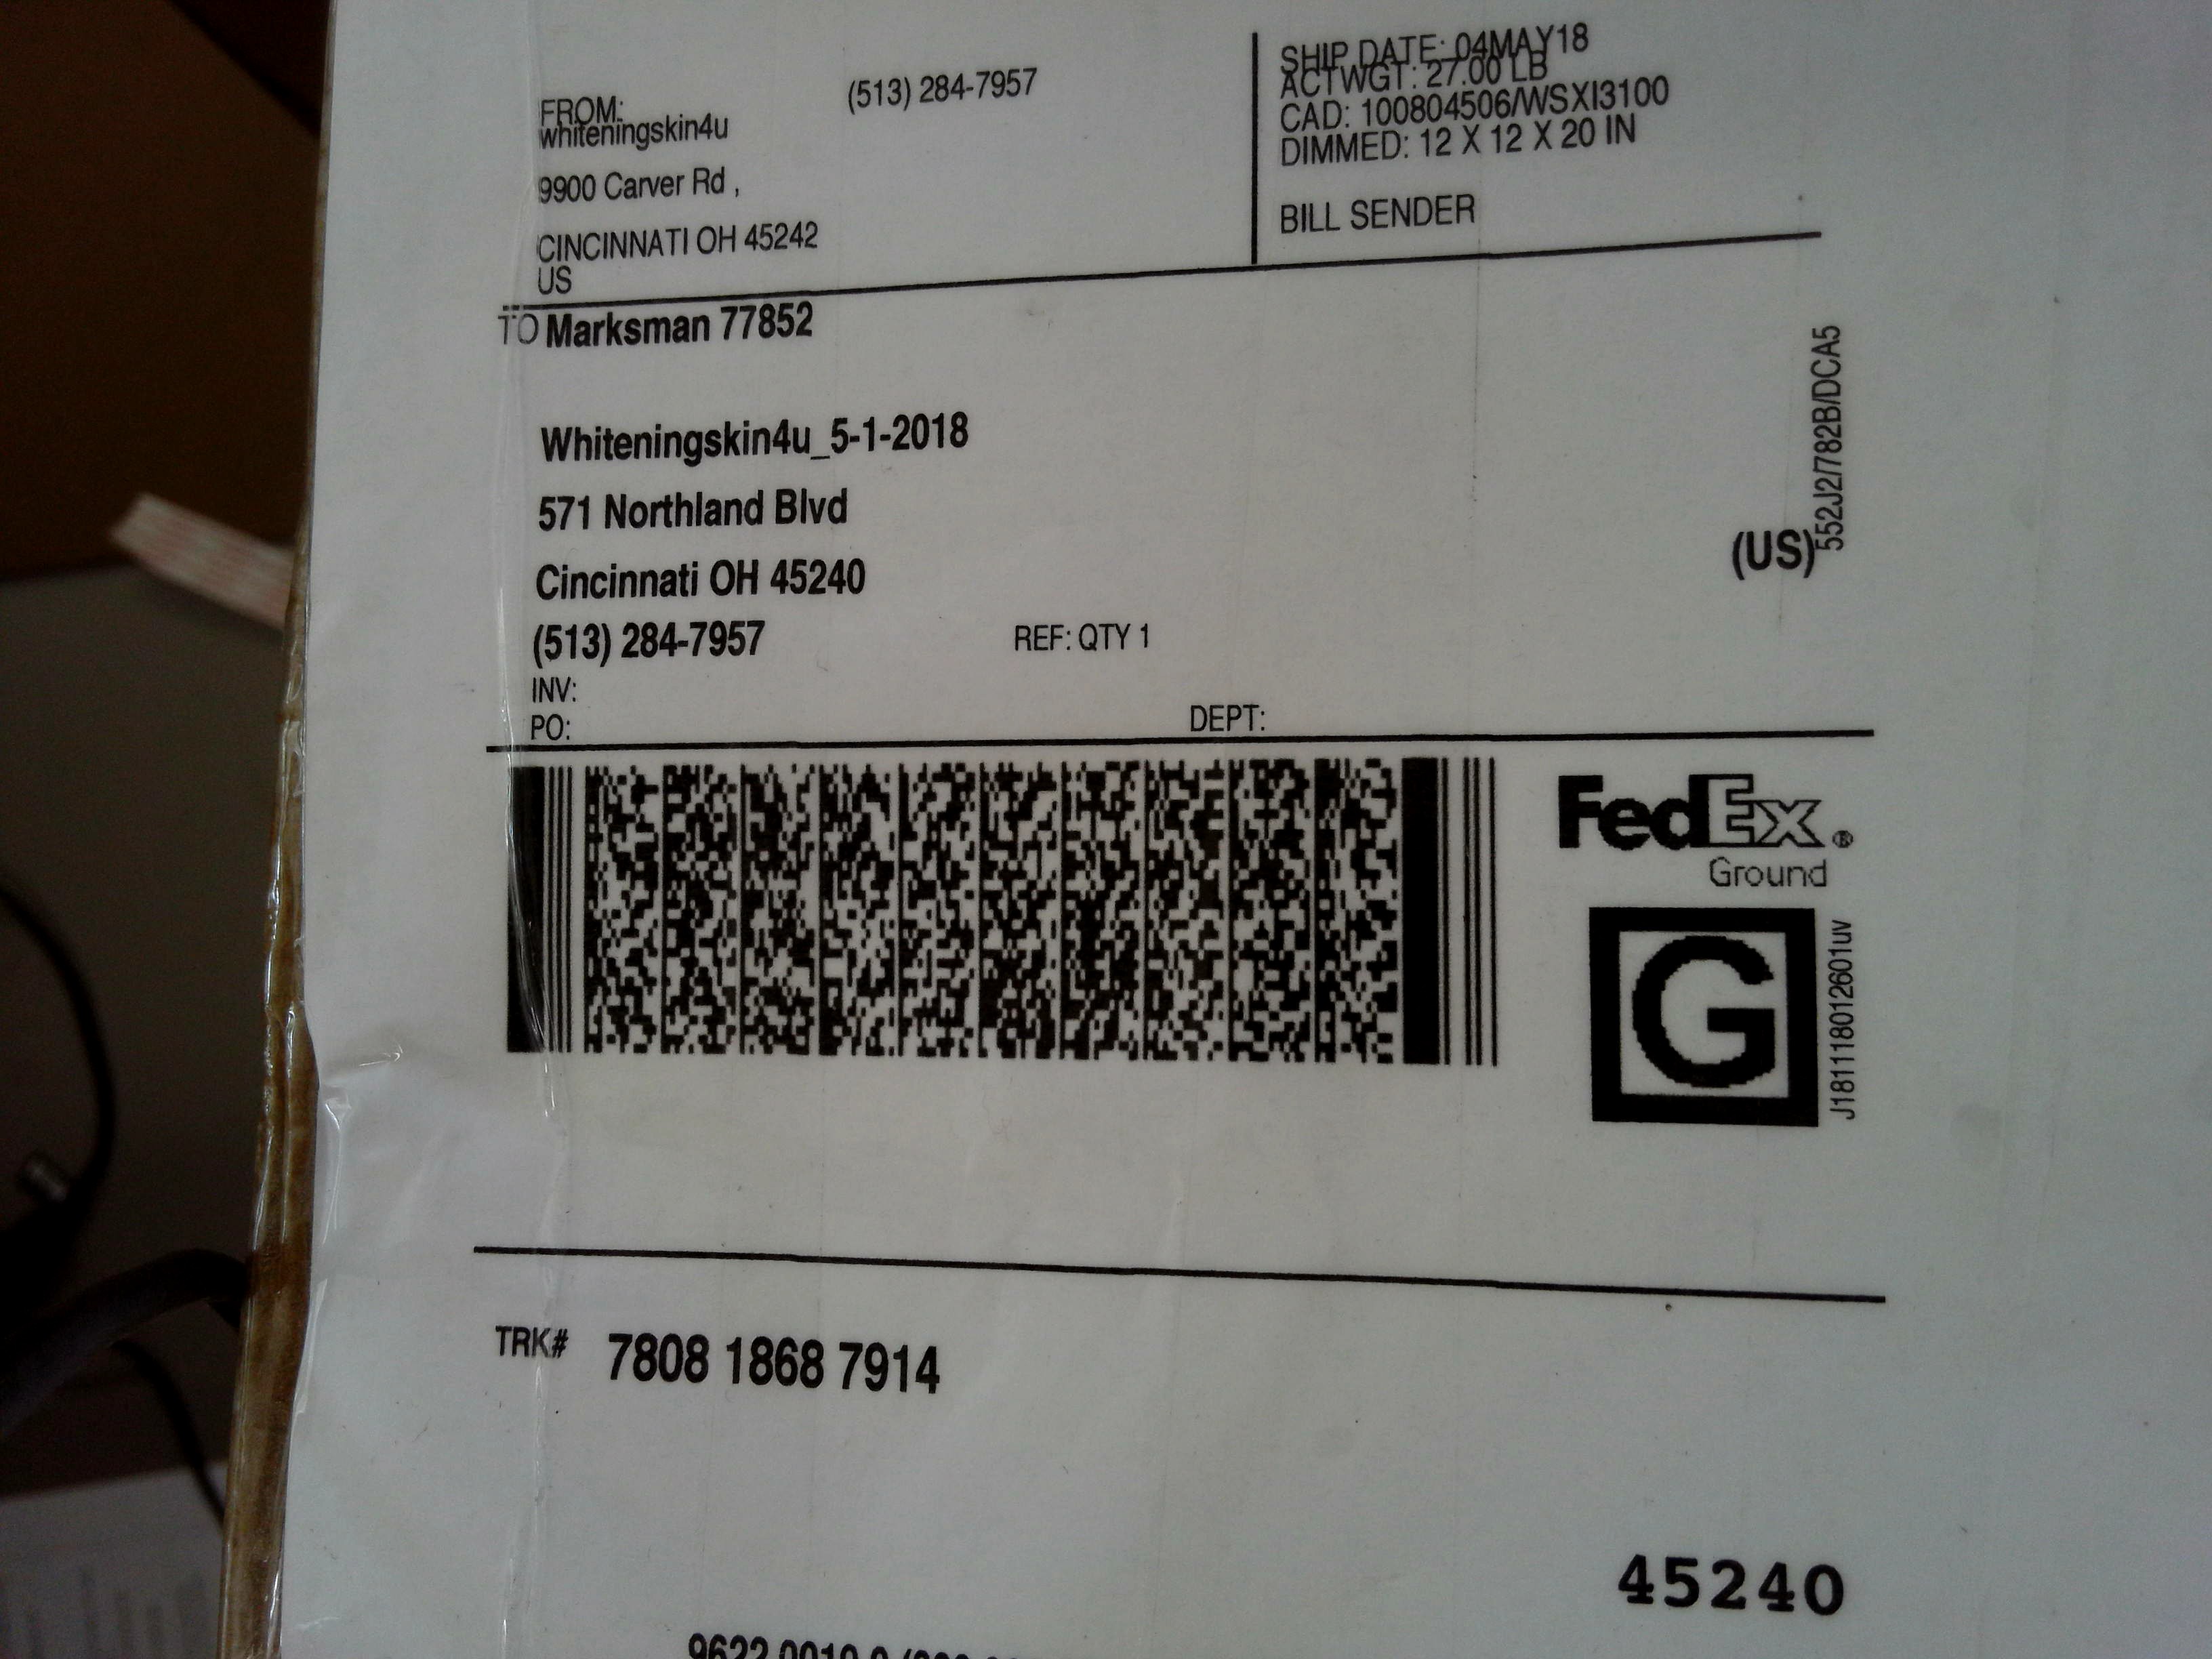 FROM:
whiteningskin4u
(513) 284-7957
9900 Carver Rd ,
CINCINNATI OH 45242
US
SHIP DATE: 04MAY18
ACTWGT: 27.00 LB
CAD: 100804506/WSXI3100
DIMMED: 12 X 12 X 20 IN
BILL SENDER
TO Marksman 77852
Whiteningskin4u_5-1-2018
571 Northland Blvd
Cincinnati OH 45240
(US)
552J2/782B/DCA5
(513) 284-7957 REF: QTY 1
INV:
PO: DEPT:
FedEx®
Ground
G
J181118012601uv
TRK# 7808 1868 7914
45240
9622 0010 0